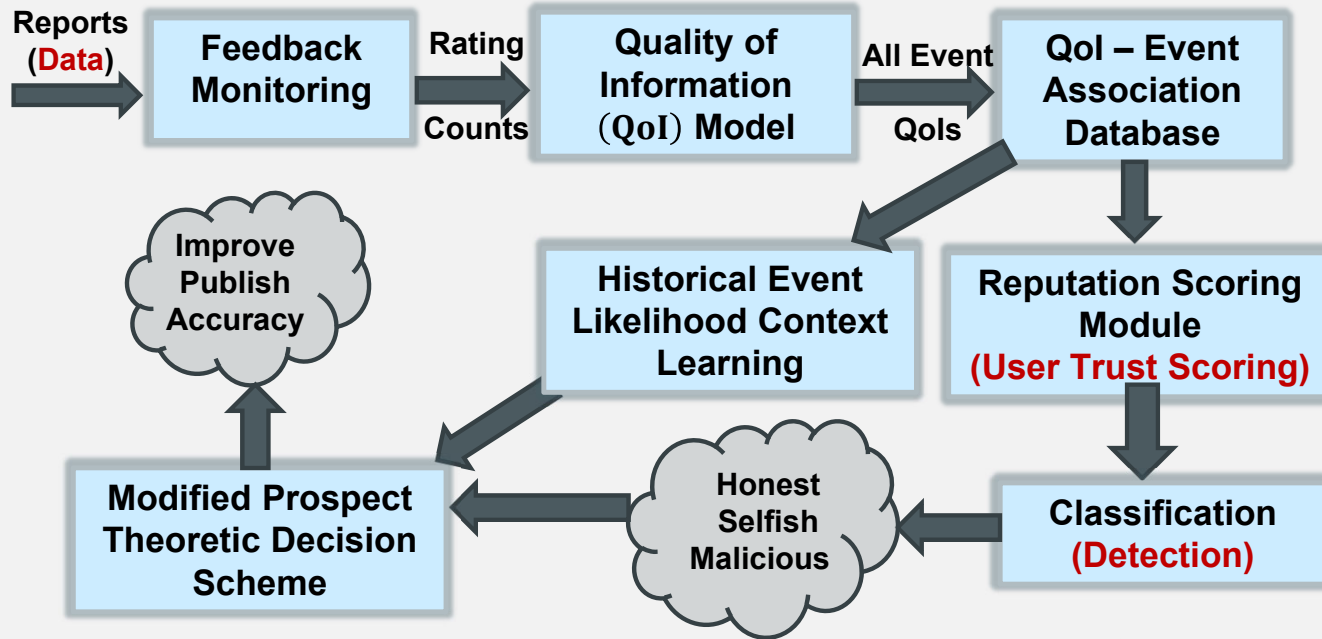 Reports
(Data)
Feedback
Monitoring
Rating
Counts
Quality of
Information
(QoI) Model
All Event
QoIs
QoI – Event
Association
Database
Improve
Publish
Accuracy
Historical Event
Likelihood Context
Learning
Reputation Scoring
Module
(User Trust Scoring)
Modified Prospect
Theoretic Decision
Scheme
Honest
Selfish
Malicious
Classification
(Detection)